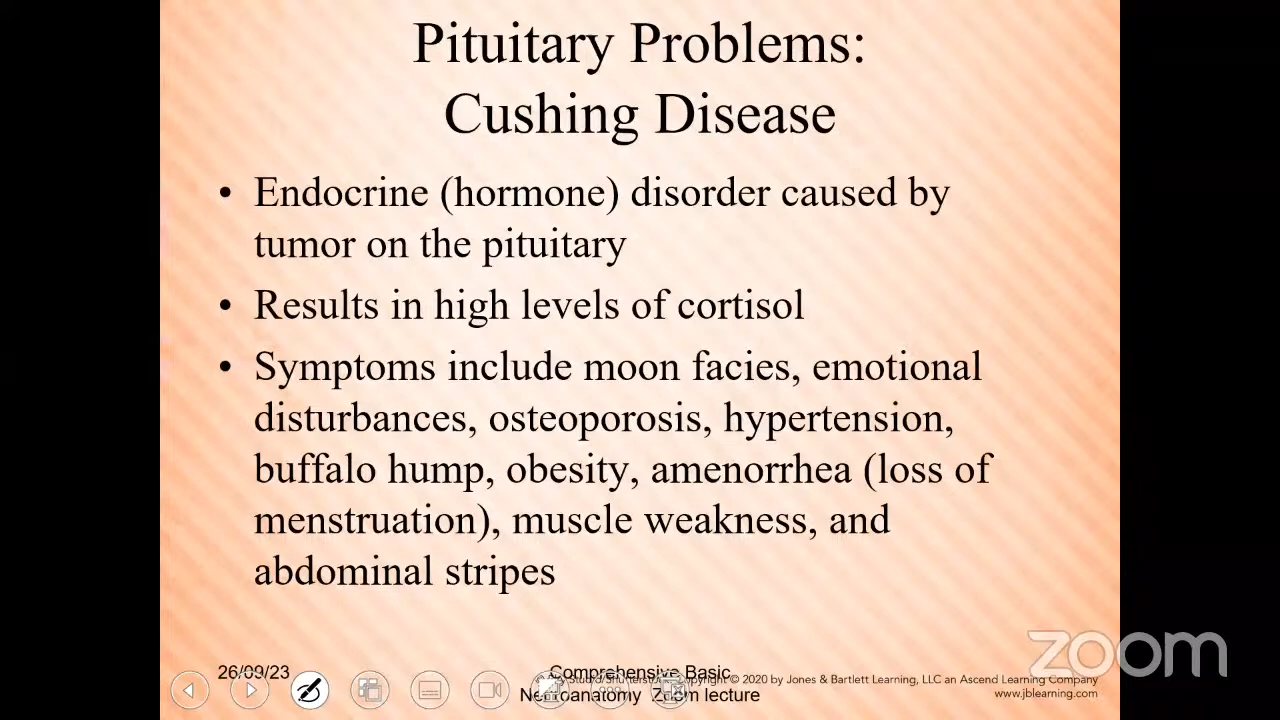 Pituitary Problems:
Cushing Disease
• Endocrine (hormone) disorder caused by
tumor on the pituitary
• Results in high levels of cortisol
• Symptoms include moon facies, emotional
disturbances, osteoporosis, hypertension,
buffalo hump, obesity, amenorrhea (loss of
menstruation), muscle weakness, and
abdominal stripes
zoom
26/09/23
Comprehensive Basic
Neuroanatomy Zoom lecture
Copyright © 2020 by Jones & Bartlett Learning, LLC an Ascend Learning Company
www.jblearning.com